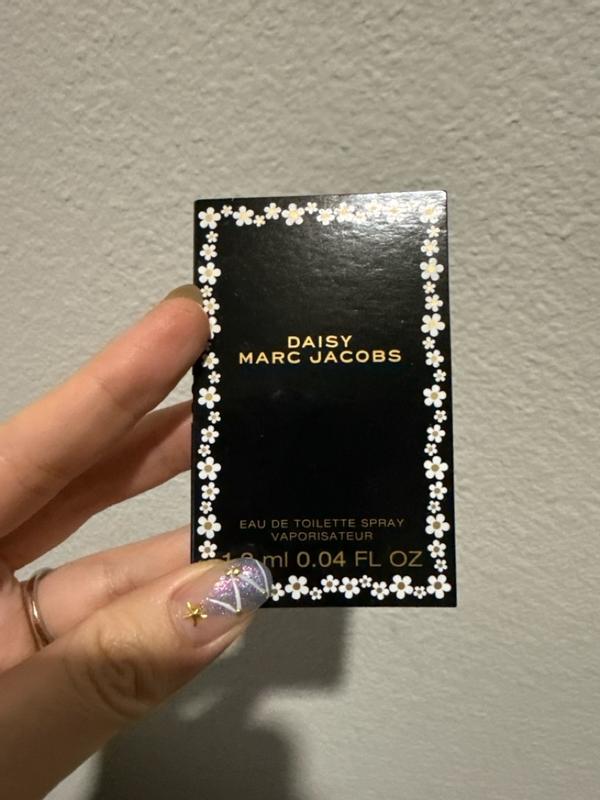 DAISY
MARC JACOBS
EAU DE TOILETTE SPRAY
VAPORISATEUR
ml 0.04 FL OZ